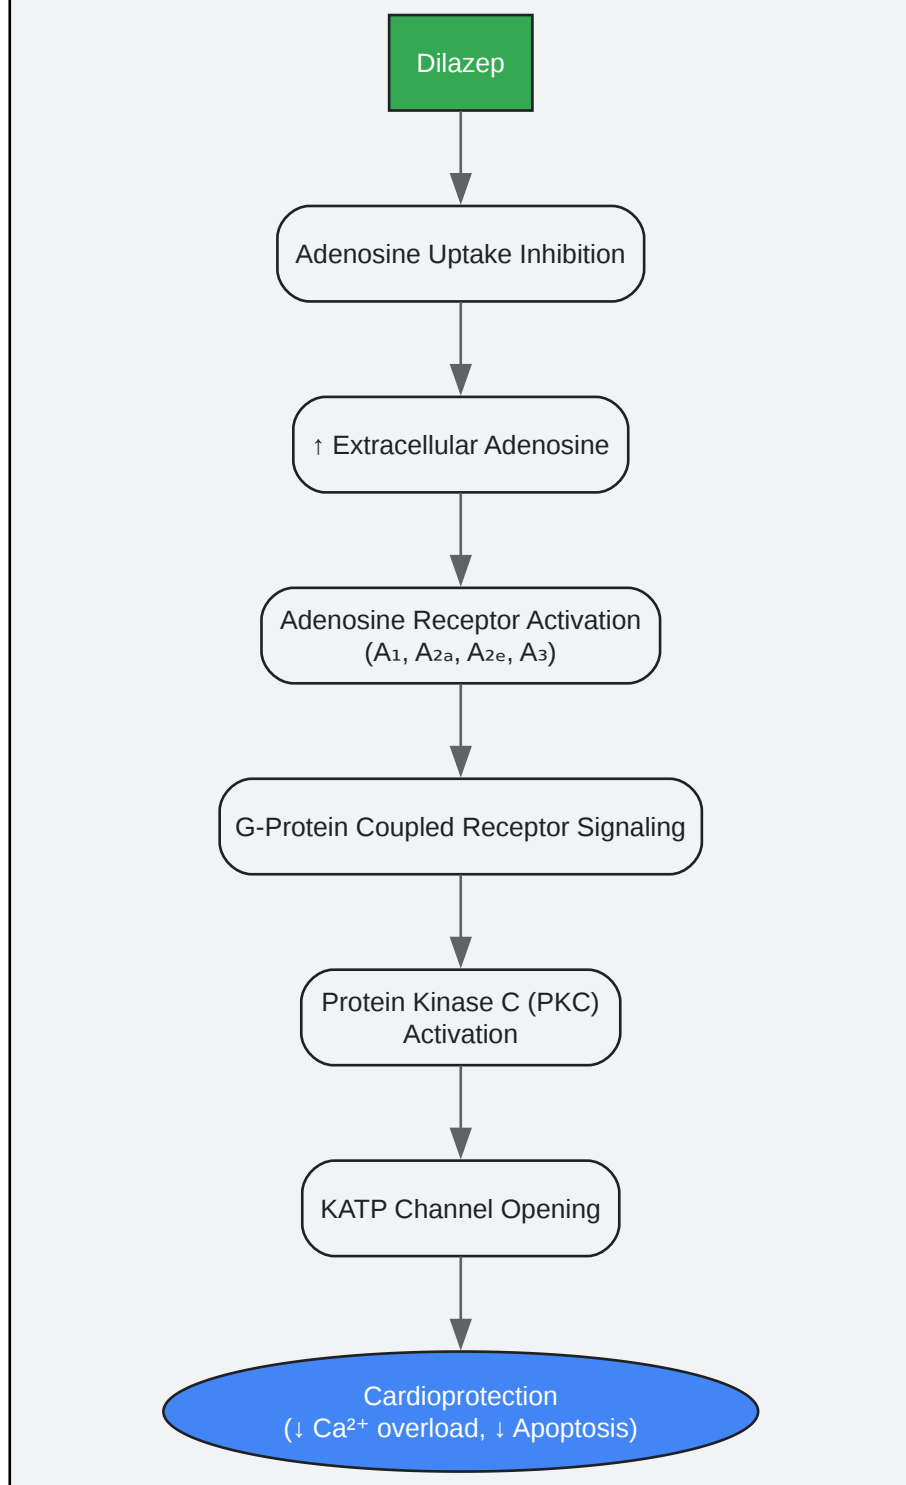 Dilazep
Adenosine Uptake Inhibition
↑ Extracellular Adenosine
Adenosine Receptor Activation
(A₁, A₂ₐ, A₂ₑ, A₃)
G-Protein Coupled Receptor Signaling
Protein Kinase C (PKC)
Activation
KATP Channel Opening
Cardioprotection
(↓ Ca²⁺ overload, ↓ Apoptosis)